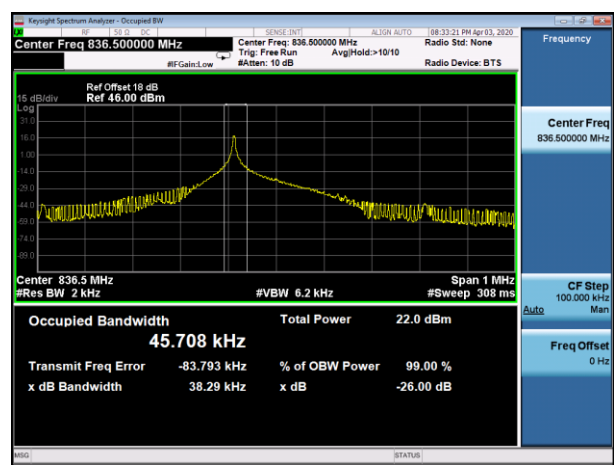 Keysight Spectrum Analyzer - Occupied BW
RF 50 Ω DC SENSE:INT ALIGN AUTO 08:33:21 PM Apr 03, 2020
Center Freq 836.500000 MHz
Center Freq: 836.500000 MHz
Radio Std: None
Trig: Free Run Avg|Hold:>10/10
#IFGain:Low #Atten: 10 dB Radio Device: BTS
Frequency
Ref Offset 18 dB
15 dB/div Ref 46.00 dBm
Log
31.0
16.0
1.00
-14.0
-29.0
-44.0
-59.0
-74.0
-89.0
Center Freq
836.500000 MHz
Center 836.5 MHz Span 1 MHz
#Res BW 2 kHz #VBW 6.2 kHz #Sweep 308 ms
CF Step
100.000 kHz
Auto Man
Occupied Bandwidth Total Power 22.0 dBm
45.708 kHz
Transmit Freq Error -83.793 kHz % of OBW Power 99.00 %
x dB Bandwidth 38.29 kHz x dB -26.00 dB
Freq Offset
0 Hz
MSG STATUS